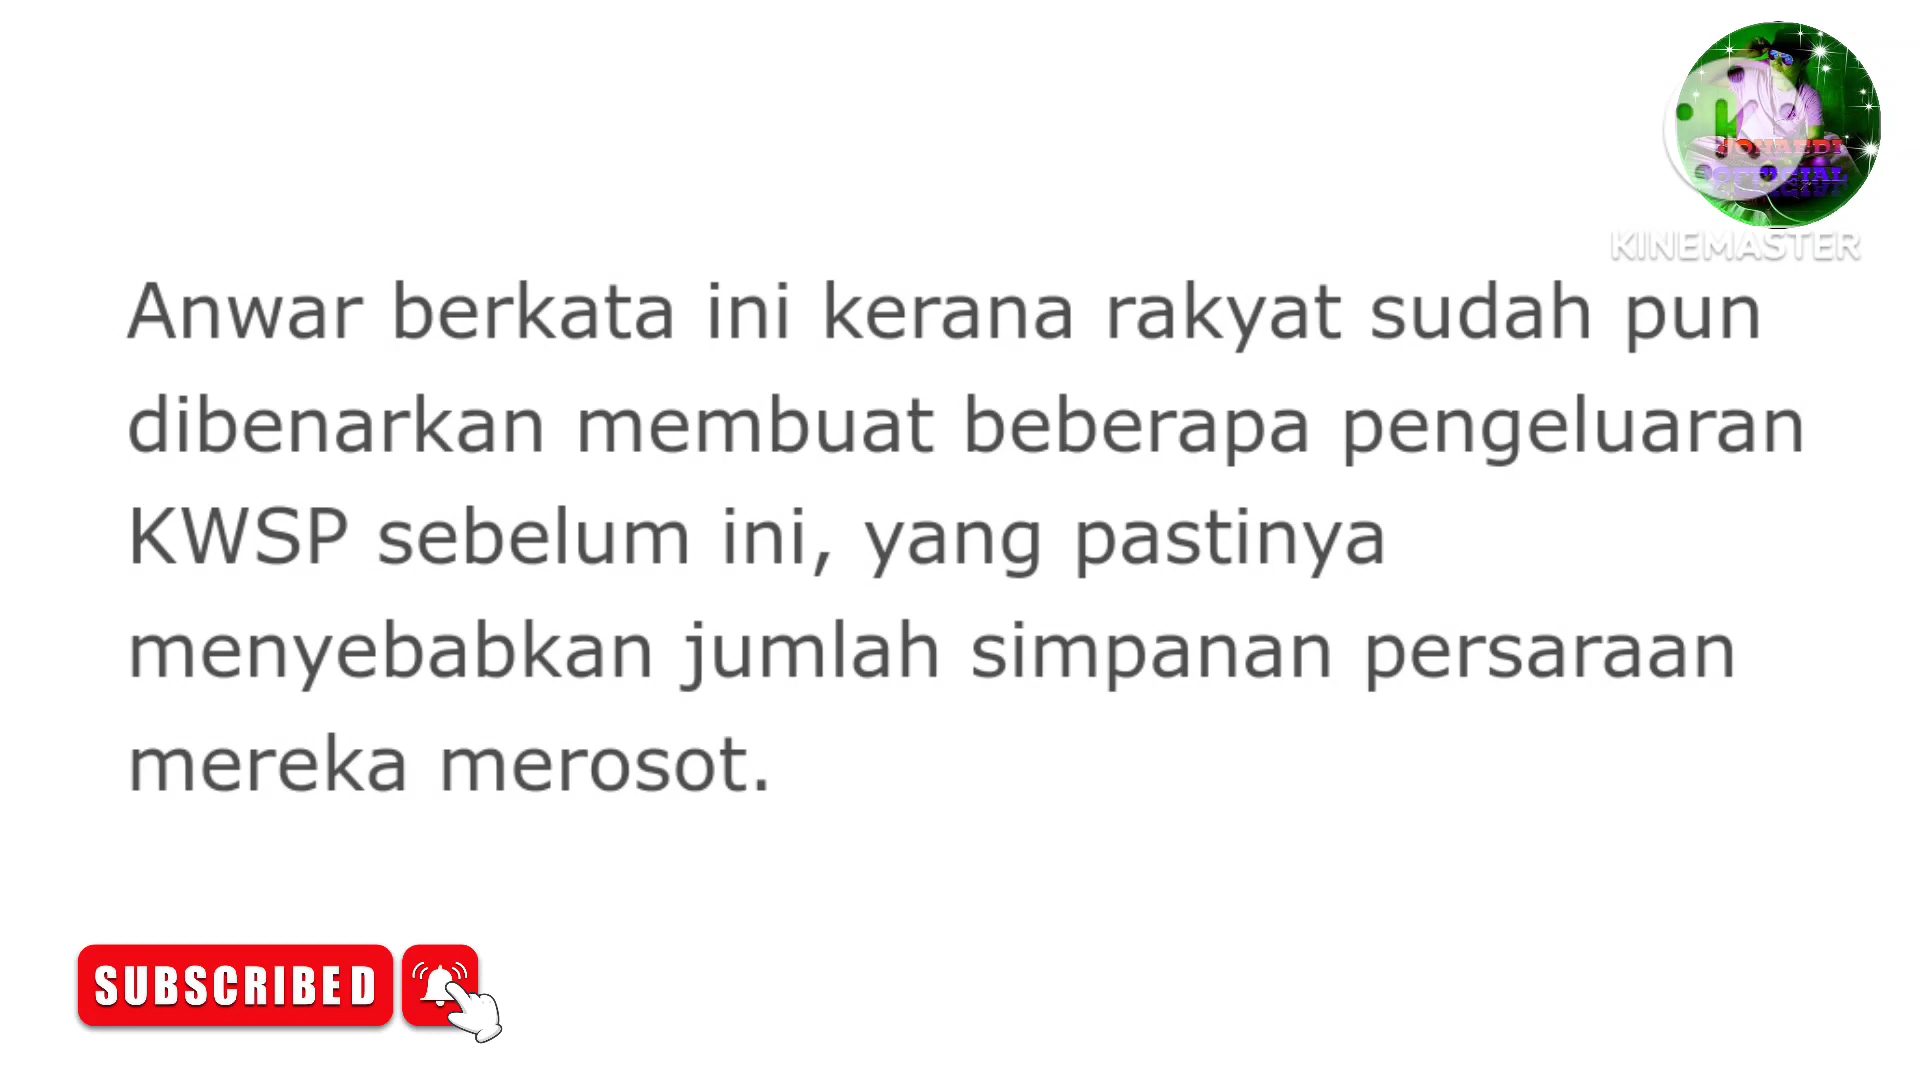 OFFICIAL
KINEMASTER
Anwar berkata ini kerana rakyat sudah pun
dibenarkan membuat beberapa pengeluaran
KWSP sebelum ini, yang pastinya
menyebabkan jumlah simpanan persaraan
mereka merosot.
SUBSCRIBED